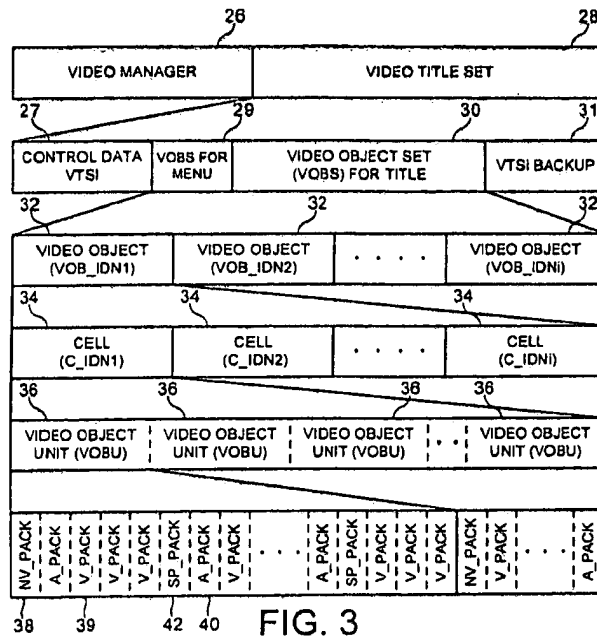 26 28
VIDEO MANAGER VIDEO TITLE SET
27 29 30 31
CONTROL DATA VTSI VOBS FOR MENU VIDEO OBJECT SET (VOBS) FOR TITLE VTSI BACKUP
32 32 32
VIDEO OBJECT (VOB_IDN1) VIDEO OBJECT (VOB_IDN2) . . . . VIDEO OBJECT (VOB_IDNi)
34 34 34
CELL (C_IDN1) CELL (C_IDN2) . . . . CELL (C_IDNi)
36 36 36 36
VIDEO OBJECT UNIT (VOBU) VIDEO OBJECT UNIT (VOBU) VIDEO OBJECT UNIT (VOBU) . . VIDEO OBJECT UNIT (VOBU)
NV_PACK A_PACK V_PACK V_PACK V_PACK SP_PACK A_PACK V_PACK . . . . A_PACK SP_PACK V_PACK V_PACK V_PACK NV_PACK V_PACK . . . . A_PACK
38 39 42 40
FIG. 3